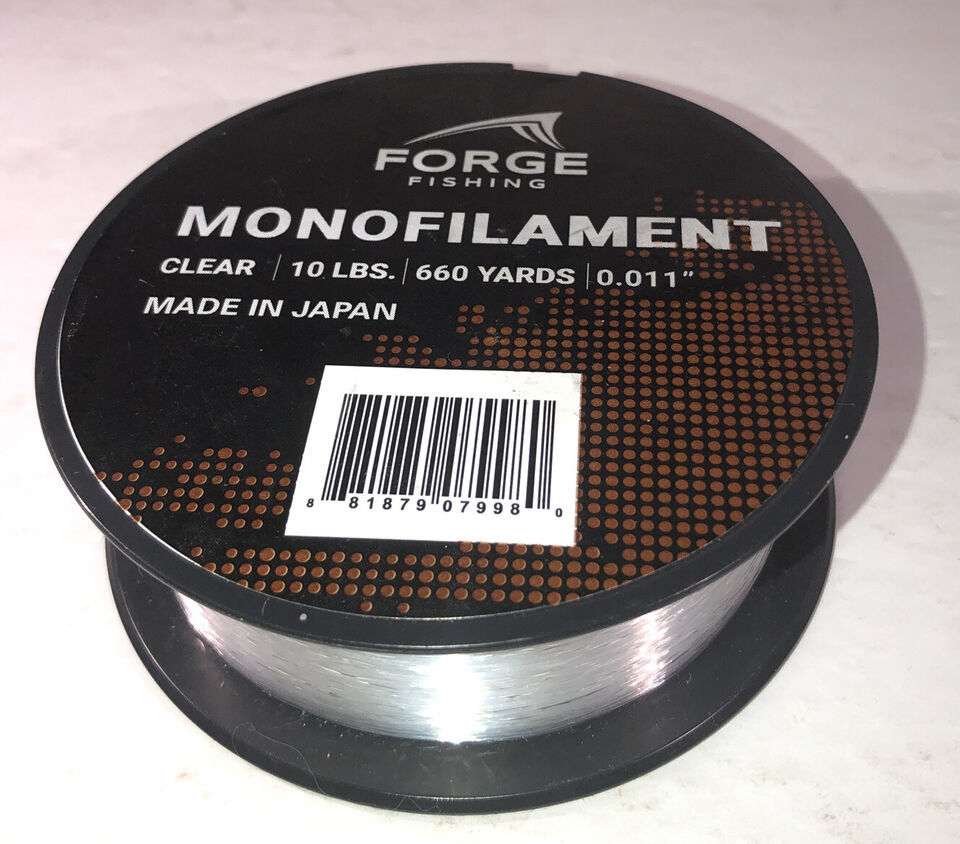 FORGE
FISHING
MONOFILAMENT
CLEAR | 10 LBS. | 660 YARDS | 0.011"
MADE IN JAPAN
8 81879 07998 0